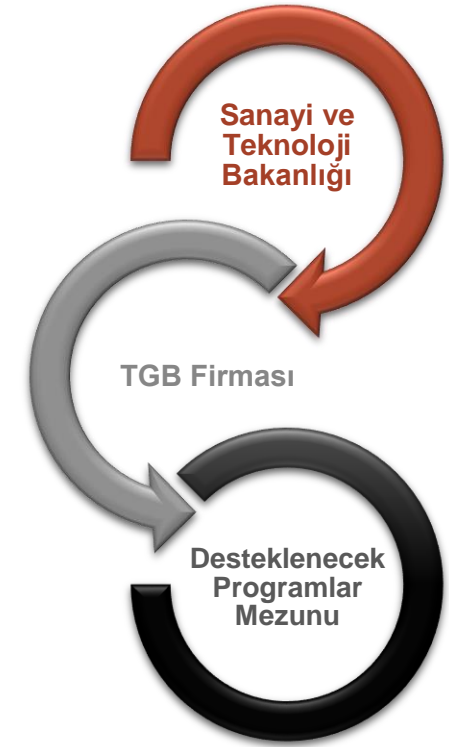 Sanayi ve
Teknoloji
Bakanlığı
TGB Firması
Desteklenecek
Programlar
Mezunu